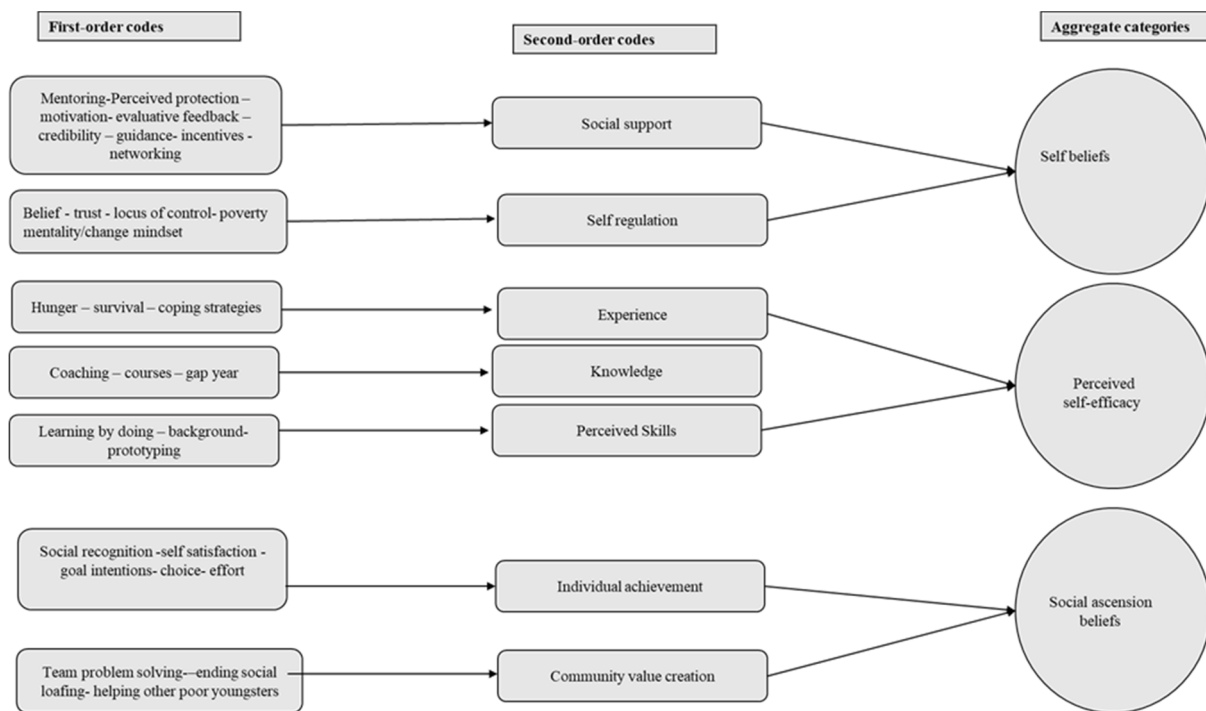 First-order codes
Second-order codes
Aggregate categories
Mentoring-Perceived protection –
motivation- evaluative feedback –
credibility – guidance- incentives -
networking
Social support
Self beliefs
Belief - trust - locus of control- poverty
mentality/change mindset
Self regulation
Hunger – survival – coping strategies
Experience
Coaching – courses – gap year
Knowledge
Perceived
self-efficacy
Learning by doing – background-
prototyping
Perceived Skills
Social recognition -self satisfaction -
goal intentions- choice- effort
Individual achievement
Social ascension
beliefs
Team problem solving-–ending social
loafing- helping other poor youngsters
Community value creation